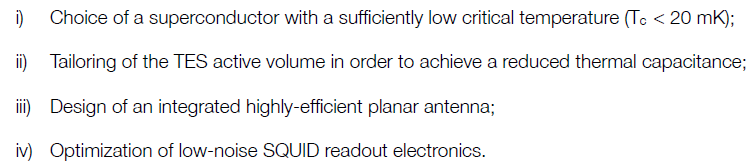 i) Choice of a superconductor with a sufficiently low critical temperature (Tc < 20 mK);
ii) Tailoring of the TES active volume in order to achieve a reduced thermal capacitance;
iii) Design of an integrated highly-efficient planar antenna;
iv) Optimization of low-noise SQUID readout electronics.